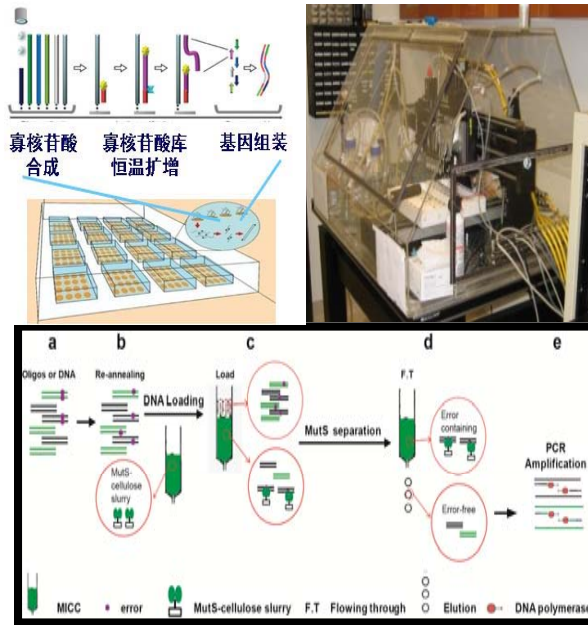 寡核苷酸
合成
寡核苷酸库
恒温扩增
基因组装
a b c d e
Oligos or DNA
Re-annealing
DNA Loading
MutS-
cellulose
slurry
Load
MutS separation
F.T
Error
containing
Error-free
PCR
Amplification
MICC
error
MutS-cellulose slurry
F.T Flowing through
Elution
DNA polymerase